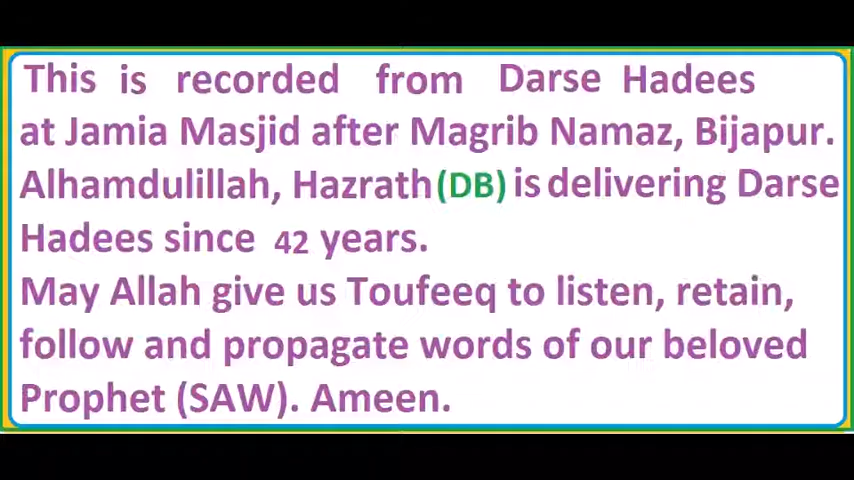 This is recorded from Darse Hadees
at Jamia Masjid after Magrib Namaz, Bijapur.
Alhamdulillah, Hazrath(DB) is delivering Darse
Hadees since 42 years.
May Allah give us Toufeeq to listen, retain,
follow and propagate words of our beloved
Prophet (SAW). Ameen.